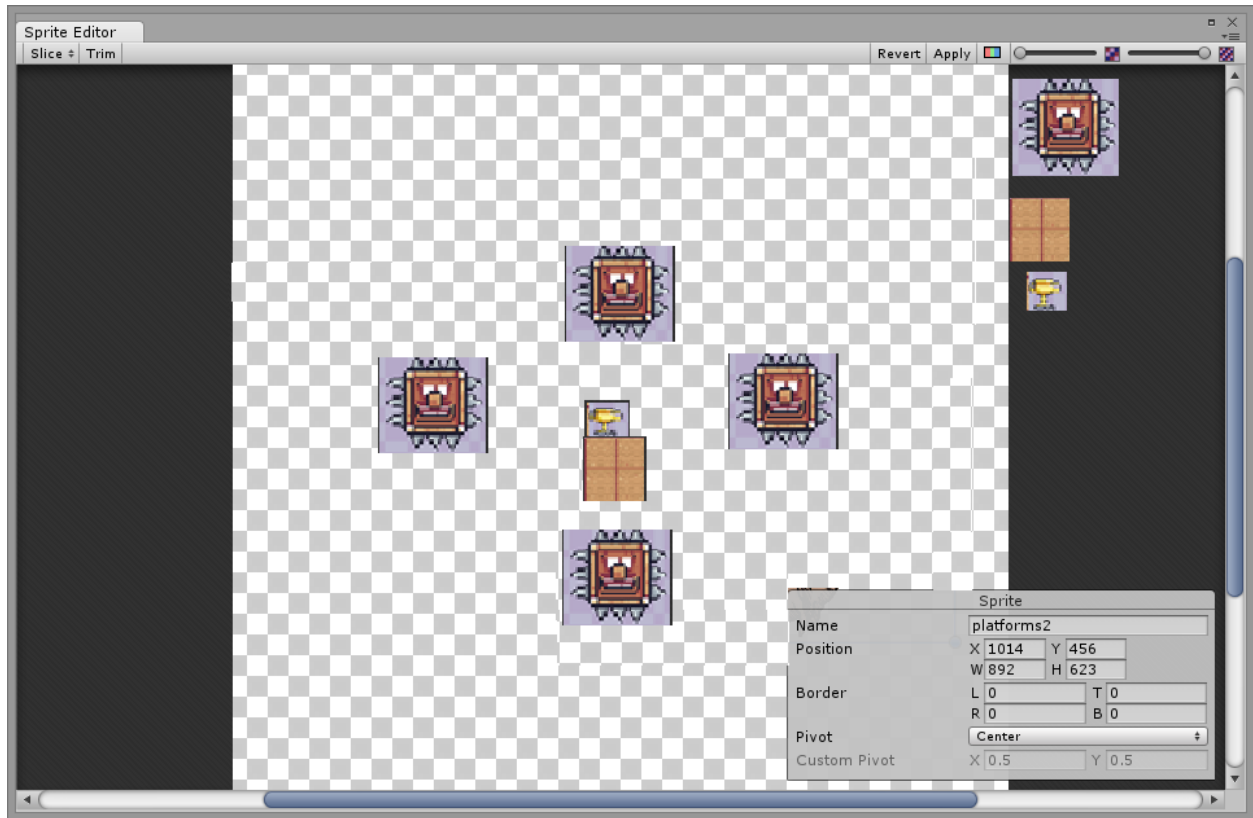 Sprite Editor
Slice Trim Revert Apply
Sprite
Name platforms2
Position X 1014 Y 456
W 892 H 623
Border L 0 T 0
R 0 B 0
Pivot Center
Custom Pivot X 0.5 Y 0.5